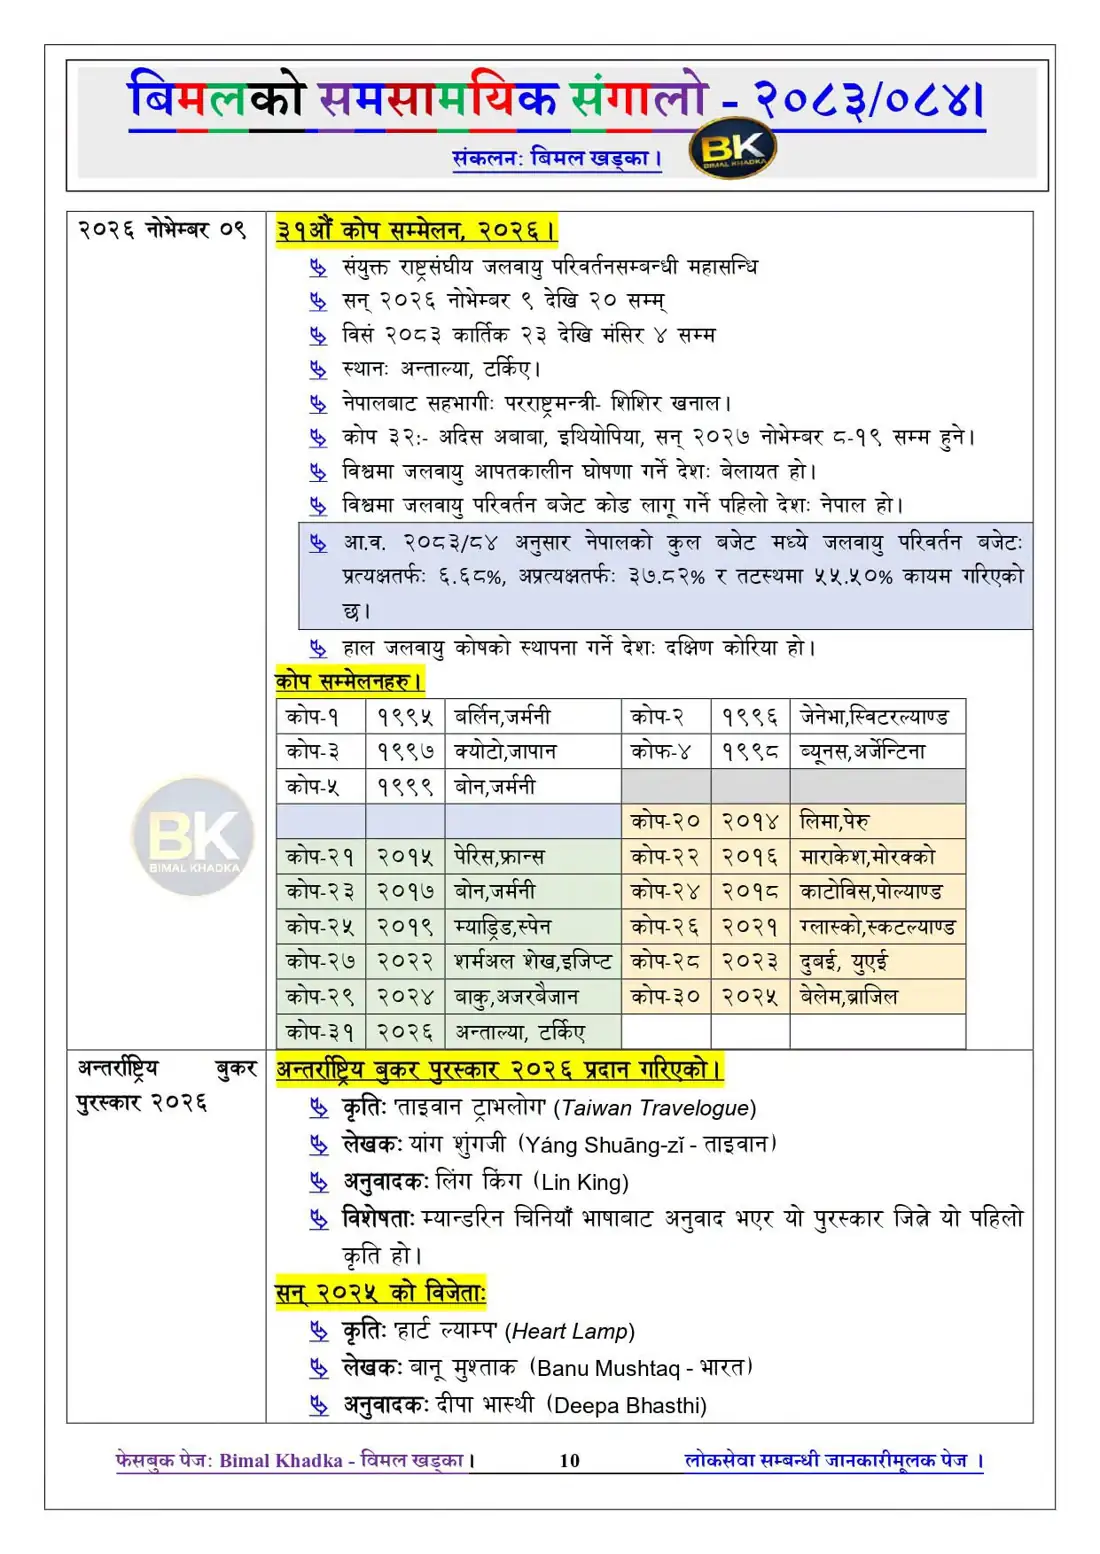 बिमलको समसामयिक संगालो - २०८३/०८४।
संकलन: बिमल खड्का।
BK
BIMAL KHADKA
२०२६ नोभेम्बर ०९
३१औं कोप सम्मेलन, २०२६।
संयुक्त राष्ट्रसंघीय जलवायु परिवर्तनसम्बन्धी महासन्धि
सन् २०२६ नोभेम्बर ९ देखि २० सम्म्
विसं २०८३ कार्तिक २३ देखि मंसिर ४ सम्म
स्थानः अन्ताल्या, टर्किए।
नेपालबाट सहभागीः परराष्ट्रमन्त्री- शिशिर खनाल।
कोप ३२:- अदिस अबाबा, इथियोपिया, सन् २०२७ नोभेम्बर ८-१९ सम्म हुने।
विश्वमा जलवायु आपतकालीन घोषणा गर्ने देशः बेलायत हो।
विश्वमा जलवायु परिवर्तन बजेट कोड लागू गर्ने पहिलो देशः नेपाल हो।
आ.व. २०८३/८४ अनुसार नेपालको कुल बजेट मध्ये जलवायु परिवर्तन बजेटः
प्रत्यक्षतर्फः ६.६८%, अप्रत्यक्षतर्फः ३७.८२% र तटस्थमा ५५.५०% कायम गरिएको
छ।
हाल जलवायु कोषको स्थापना गर्ने देशः दक्षिण कोरिया हो।
कोप सम्मेलनहरु।
कोप-१ १९९५ बर्लिन,जर्मनी कोप-२ १९९६ जेनेभा,स्विटरल्याण्ड
कोप-३ १९९७ क्योटो,जापान कोफ-४ १९९८ ब्यूनस,अर्जेन्टिना
कोप-५ १९९९ बोन,जर्मनी
कोप-२० २०१४ लिमा,पेरु
कोप-२१ २०१५ पेरिस,फ्रान्स कोप-२२ २०१६ माराकेश,मोरक्को
कोप-२३ २०१७ बोन,जर्मनी कोप-२४ २०१८ काटोविस,पोल्याण्ड
कोप-२५ २०१९ म्याड्रिड,स्पेन कोप-२६ २०२१ ग्लास्को,स्कटल्याण्ड
कोप-२७ २०२२ शर्मअल शेख,इजिप्ट कोप-२८ २०२३ दुबई, युएई
कोप-२९ २०२४ बाकु,अजरबैजान कोप-३० २०२५ बेलेम,ब्राजिल
कोप-३१ २०२६ अन्ताल्या, टर्किए
BK
BIMAL KHADKA
अन्तर्राष्ट्रिय बुकर
पुरस्कार २०२६
अन्तर्राष्ट्रिय बुकर पुरस्कार २०२६ प्रदान गरिएको।
कृतिः 'ताइवान ट्राभलोग' (Taiwan Travelogue)
लेखकः यांग शुंगजी (Yáng Shuāng-zǐ - ताइवान)
अनुवादकः लिंग किंग (Lin King)
विशेषताः म्यान्डरिन चिनियाँ भाषाबाट अनुवाद भएर यो पुरस्कार जित्ने यो पहिलो
कृति हो।
सन् २०२५ को विजेताः
कृतिः 'हार्ट ल्याम्प' (Heart Lamp)
लेखकः बानू मुश्ताक (Banu Mushtaq - भारत)
अनुवादकः दीपा भास्थी (Deepa Bhasthi)
फेसबुक पेजः Bimal Khadka - विमल खड्का। 10 लोकसेवा सम्बन्धी जानकारीमूलक पेज ।